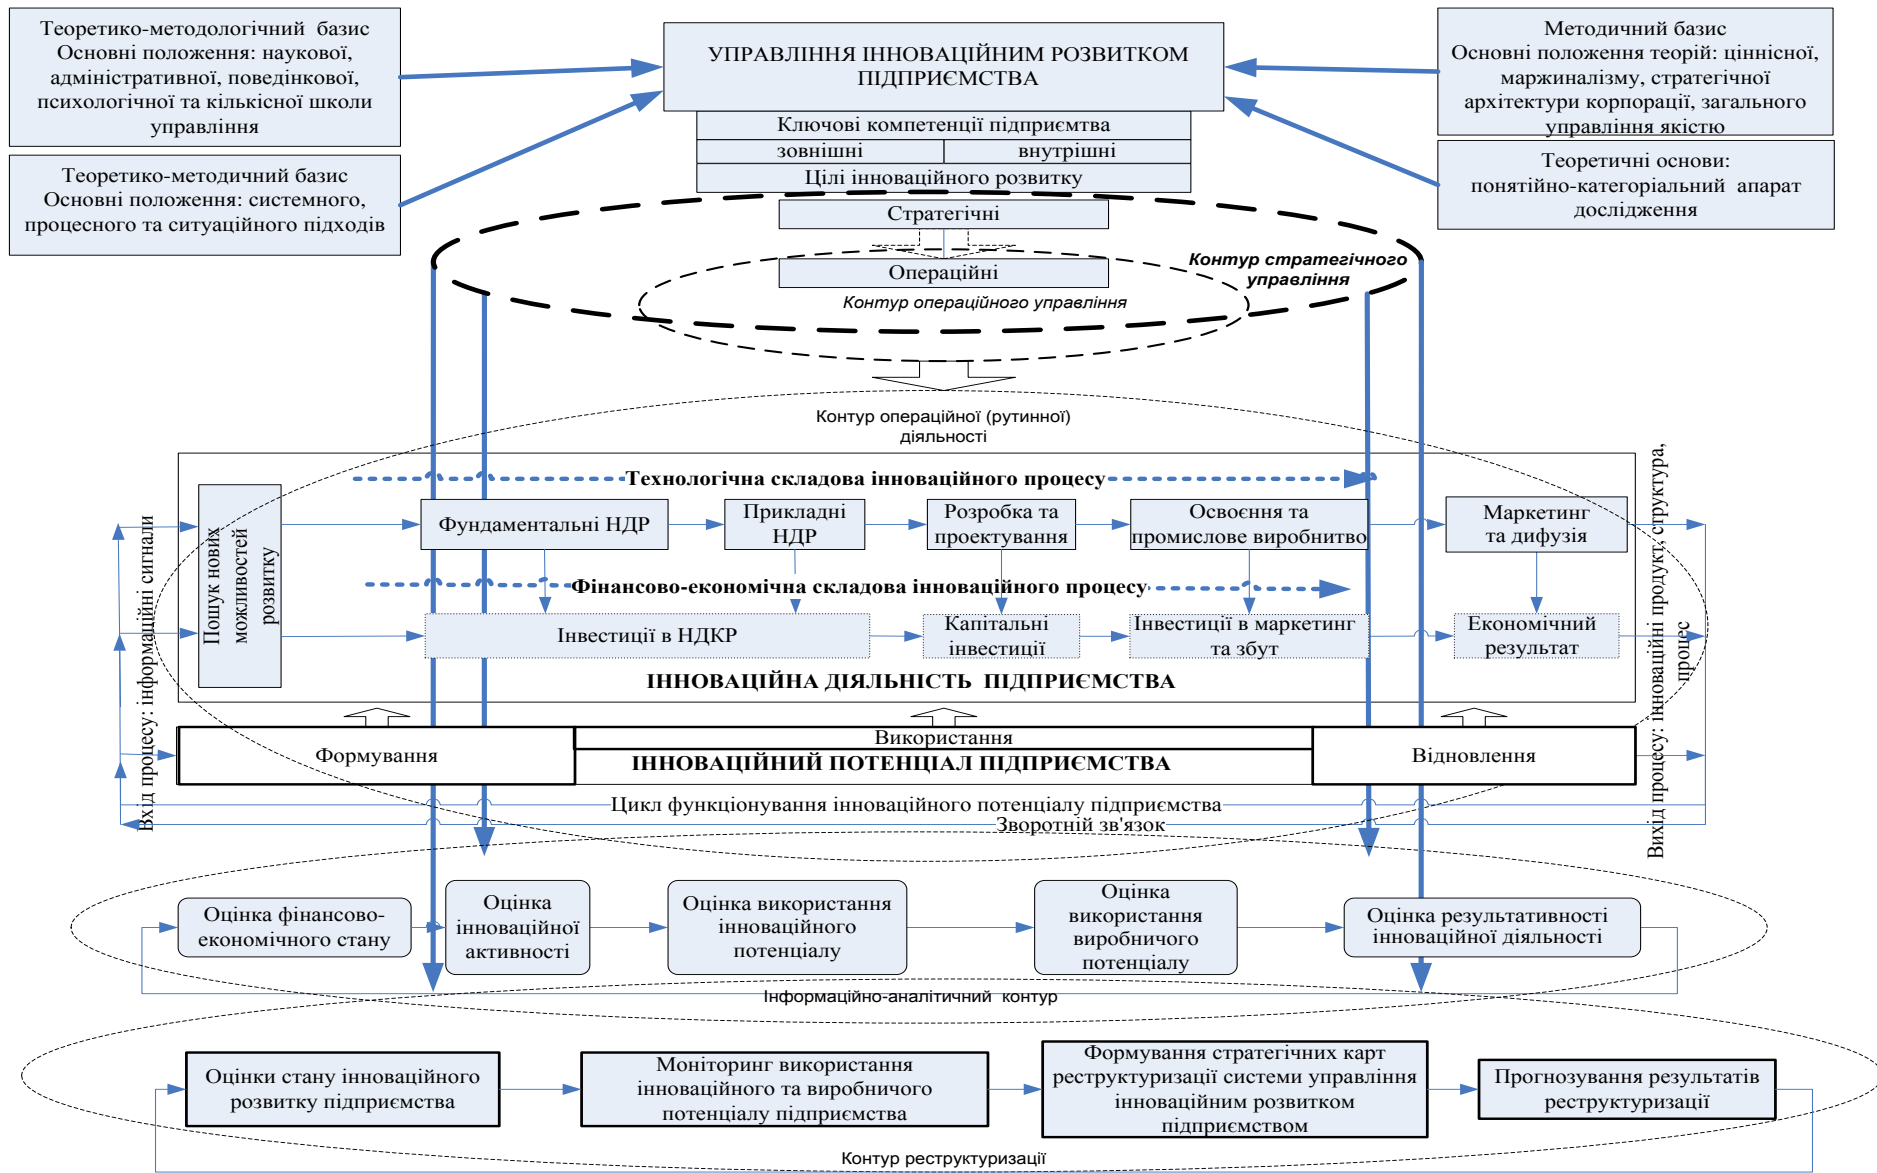 Теоретико-методологічний базис
Основні положення: наукової,
адміністративної, поведінкової,
психологічної та кількісної школи
управління
Теоретико-методичний базис
Основні положення: системного,
процесного та ситуаційного підходів
УПРАВЛІННЯ ІННОВАЦІЙНИМ РОЗВИТКОМ
ПІДПРИЄМСТВА
Ключові компетенції підприємтва
зовнішні
внутрішні
Цілі інноваційного розвитку
Методичний базис
Основні положення теорій: ціннісної,
маржиналізму, стратегічної
архітектури корпорації, загального
управління якістю
Теоретичні основи:
понятійно-категоріальний апарат
дослідження
Стратегічні
Операційні
Контур стратегічного
управління
Контур операційного управління
Контур операційної (рутинної)
діяльності
Вхід процесу: інформаційні сигнали
Пошук нових
можливостей
розвитку
Технологічна складова інноваційного процесу
Фундаментальні НДР
Прикладні
НДР
Розробка та
проектування
Освоєння та
промислове виробнитво
Маркетинг
та дифузія
Фінансово-економічна складова інноваційного процесу
Інвестиції в НДКР
Капітальні
інвестиції
Інвестиції в маркетинг
та збут
Економічний
результат
ІННОВАЦІЙНА ДІЯЛЬНІСТЬ ПІДПРИЄМСТВА
Вихід процесу: інноваційні продукт, структура,
процес
Формування
Використання
ІННОВАЦІЙНИЙ ПОТЕНЦІАЛ ПІДПРИЄМСТВА
Відновлення
Цикл функціонування інноваційного потенціалу підприємства
Зворотній зв'язок
Оцінка фінансово-
економічного стану
Оцінка
інноваційної
активності
Оцінка використання
інноваційного
потенціалу
Оцінка
використання
виробничого
потенціалу
Оцінка результативності
інноваційної діяльності
Інформаційно-аналітичний контур
Оцінки стану інноваційного
розвитку підприємства
Моніторинг використання
інноваційного та виробничого
потенціалу підприємства
Формування стратегічних карт
реструктуризації системи управління
інноваційним розвитком
підприємством
Прогнозування результатів
реструктуризації
Контур реструктуризації